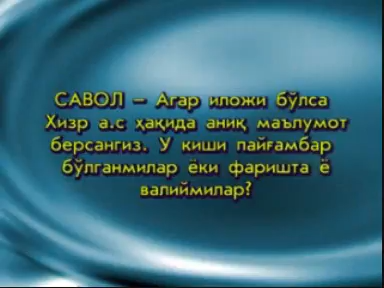 САВОЛ – Агар иложи бўлса
Хизр а.с ҳақида аниқ маълумот
берсангиз. У киши пайғамбар
бўлганмилар ёки фаришта ё
валиймилар?